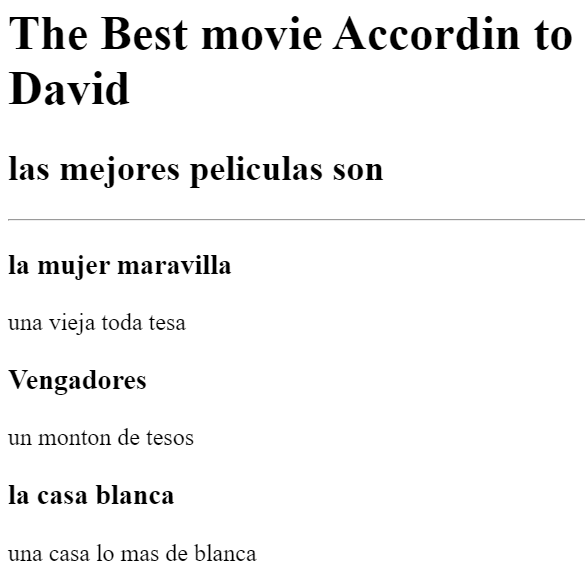 The Best movie Accordin to
David
las mejores peliculas son
la mujer maravilla
una vieja toda tesa
Vengadores
un monton de tesos
la casa blanca
una casa lo mas de blanca